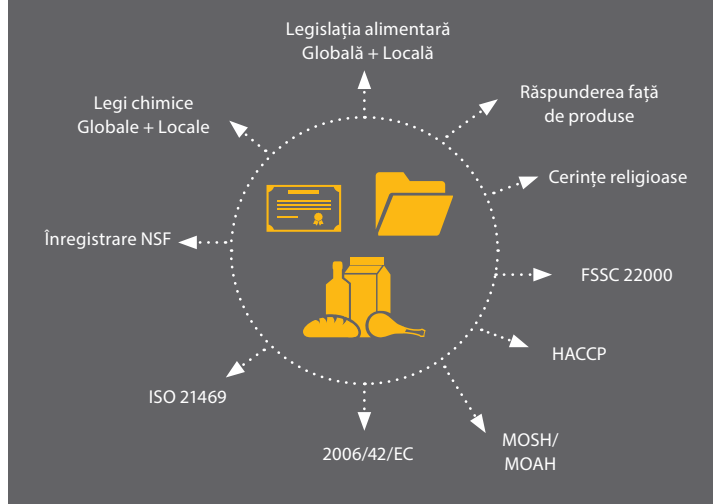 Legislația alimentară
Globală + Locală
Legi chimice
Globale + Locale
Răspunderea față
de produse
Cerințe religioase
Înregistrare NSF
FSSC 22000
HACCP
ISO 21469
2006/42/EC
MOSH/
MOAH